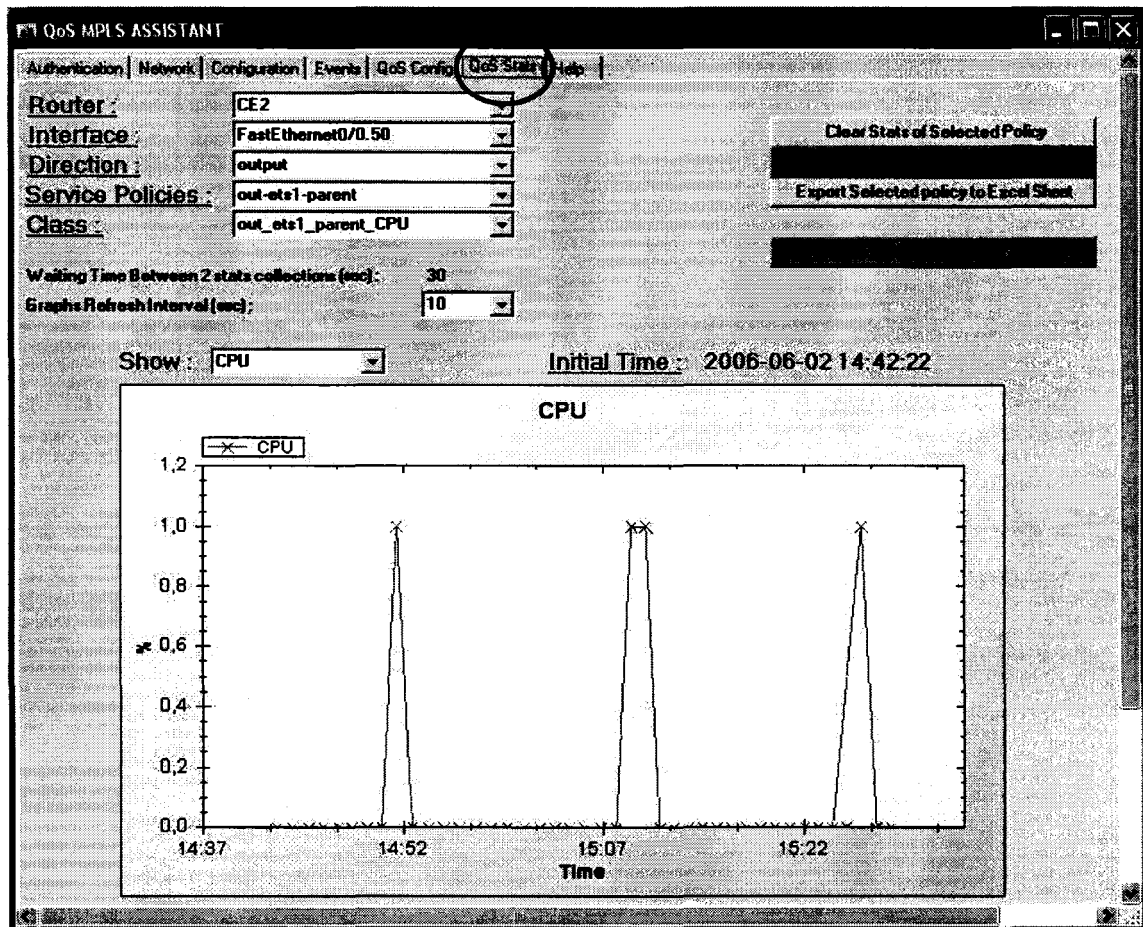 QoS MPLS ASSISTANT
Authentication Network Configuration Events QoS Config QoS Stats Help
Router : CE2
Interface : FastEthernet0/0.50
Direction : output
Service Policies : out-ets1-parent
Class : out_ets1_parent_CPU
Clear Stats of Selected Policy
Export Selected policy to Excel Sheet
Waiting Time Between 2 stats collections (sec) : 30
Graphs Refresh Interval (sec) : 10
Show : CPU
Initial Time : 2006-06-02 14:42:22
CPU
CPU
1,2
1,0
0,8
%
0,6
0,4
0,2
0,0
14:37 14:52 15:07 15:22
Time